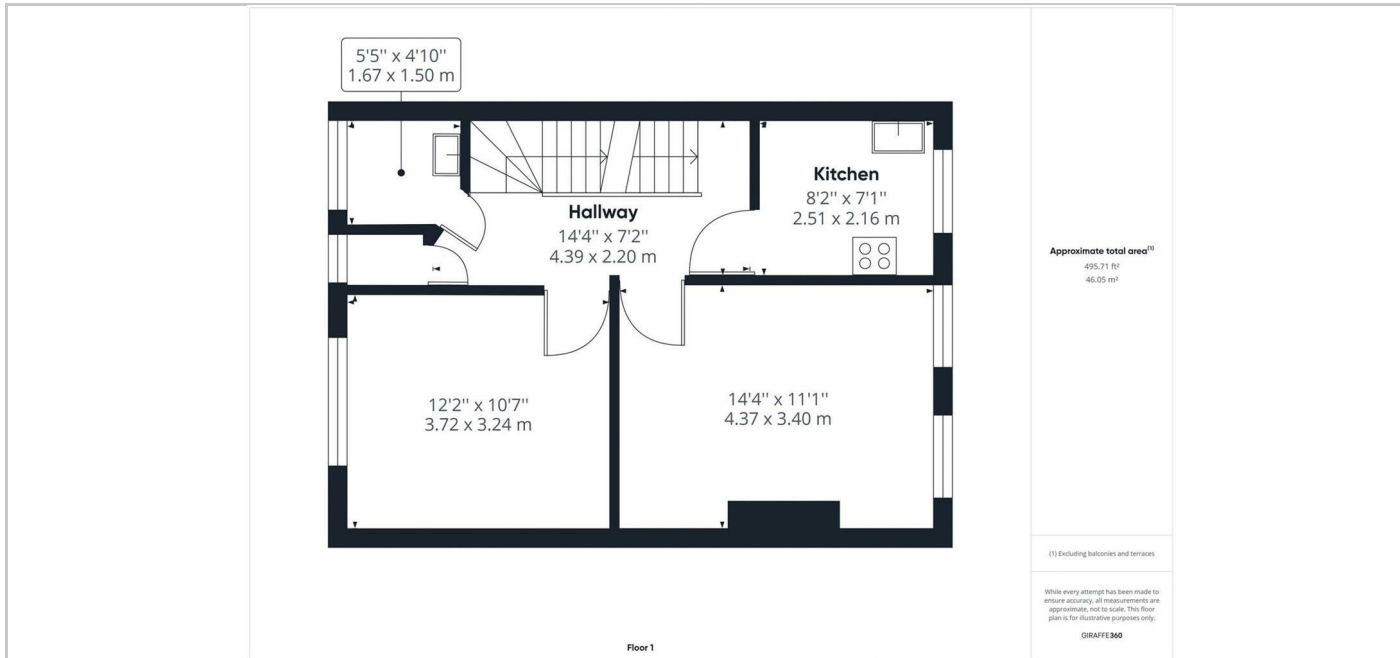 5'5" x 4'10"
1.67 x 1.50 m
Kitchen
8'2" x 7'1"
2.51 x 2.16 m
Hallway
14'4" x 7'2"
4.39 x 2.20 m
12'2" x 10'7"
3.72 x 3.24 m
14'4" x 11'1"
4.37 x 3.40 m
Floor 1
Approximate total area(1)
495.71 ft²
46.05 m²
(1) Excluding balconies and terraces
While every attempt has been made to
ensure accuracy, all measurements are
approximate, not to scale. This floor
plan is for illustrative purposes only.
GIRAFFE360